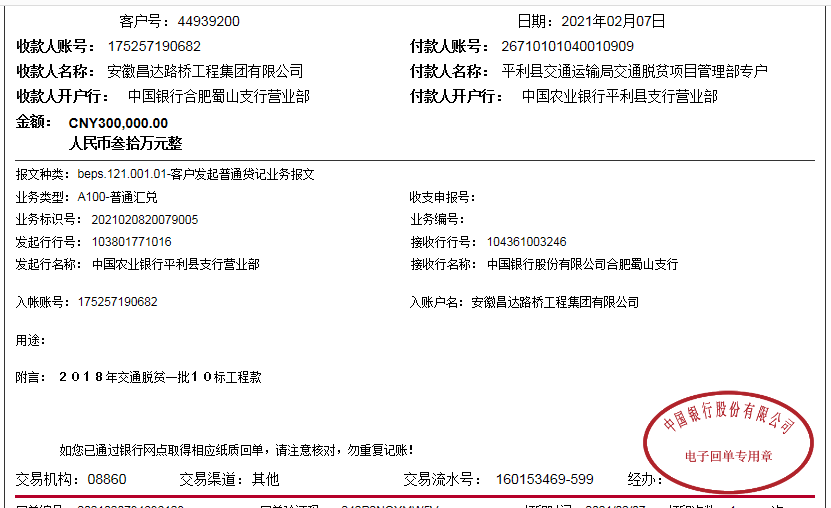 客户号：44939200 日期：2021年02月07日
收款人账号： 175257190682 付款人账号： 26710101040010909
收款人名称： 安徽昌达路桥工程集团有限公司 付款人名称： 平利县交通运输局交通脱贫项目管理部专户
收款人开户行： 中国银行合肥蜀山支行营业部 付款人开户行： 中国农业银行平利县支行营业部
金额： CNY300,000.00
人民币叁拾万元整
报文种类：beps.121.001.01-客户发起普通贷记业务报文
业务类型：A100-普通汇兑 收支申报号：
业务标识号：2021020820079005 业务编号：
发起行行号：103801771016 接收行行号：104361003246
发起行名称： 中国农业银行平利县支行营业部 接收行名称： 中国银行股份有限公司合肥蜀山支行
入帐账号：175257190682 入账户名：安徽昌达路桥工程集团有限公司
用途：
附言： ２０１８年交通脱贫一批１０标工程款
中国银行股份有限公司
电子回单专用章
如您已通过银行网点取得相应纸质回单，请注意核对，勿重复记账！
交易机构：08860 交易渠道：其他 交易流水号： 160153469-599 经办：